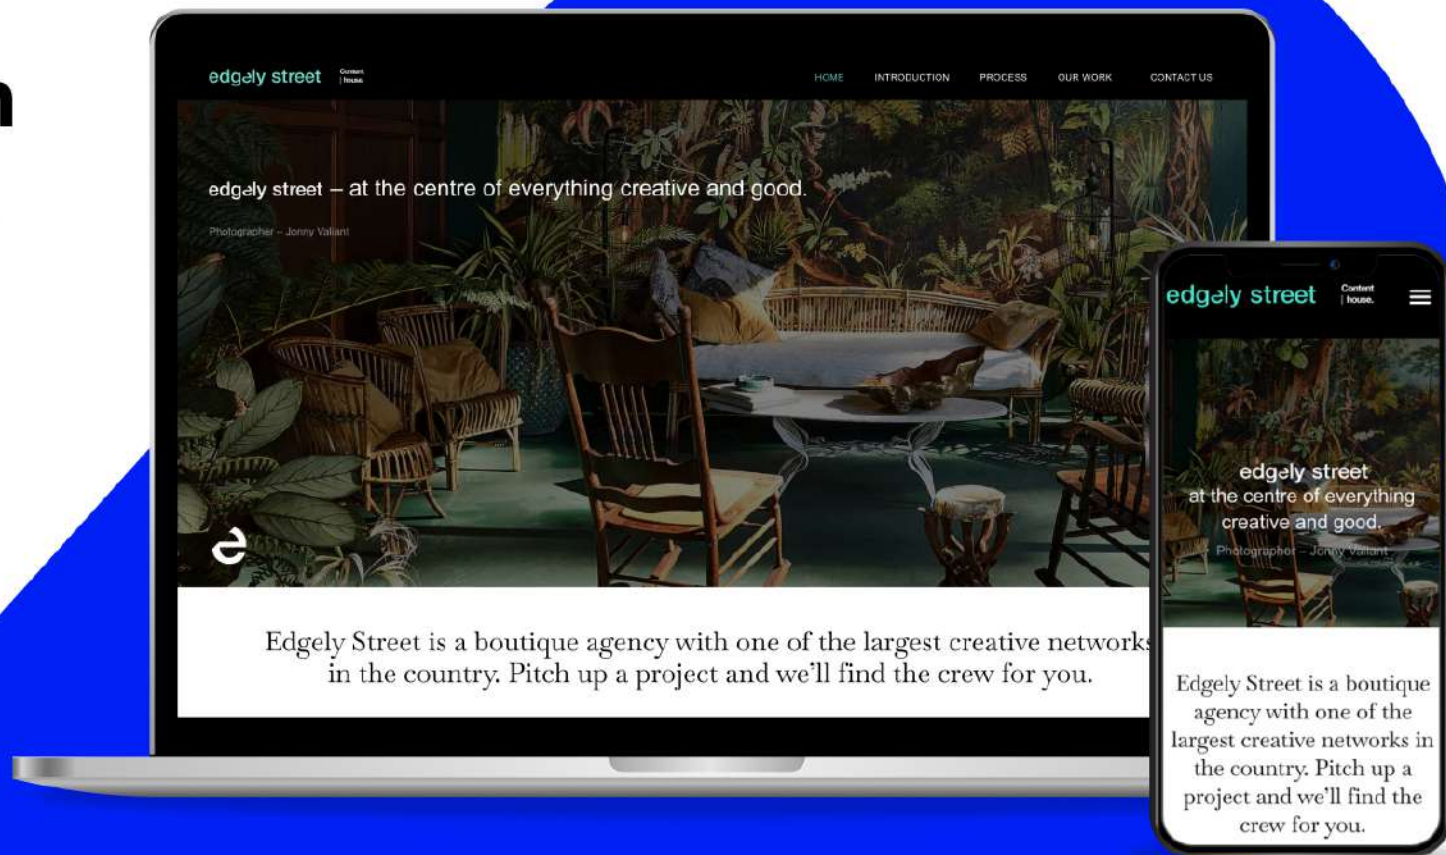 edgely street
Content
| house.
HOME INTRODUCTION PROCESS OUR WORK CONTACT US
edgely street – at the centre of everything creative and good.
Photographer – Jonny Valiant
e
Edgely Street is a boutique agency with one of the largest creative networks
in the country. Pitch up a project and we’ll find the crew for you.
edgely street
Content
| house.
edgely street
at the centre of everything
creative and good.
Photographer – Jonny Valiant
Edgely Street is a boutique
agency with one of the
largest creative networks in
the country. Pitch up a
project and we’ll find the
crew for you.